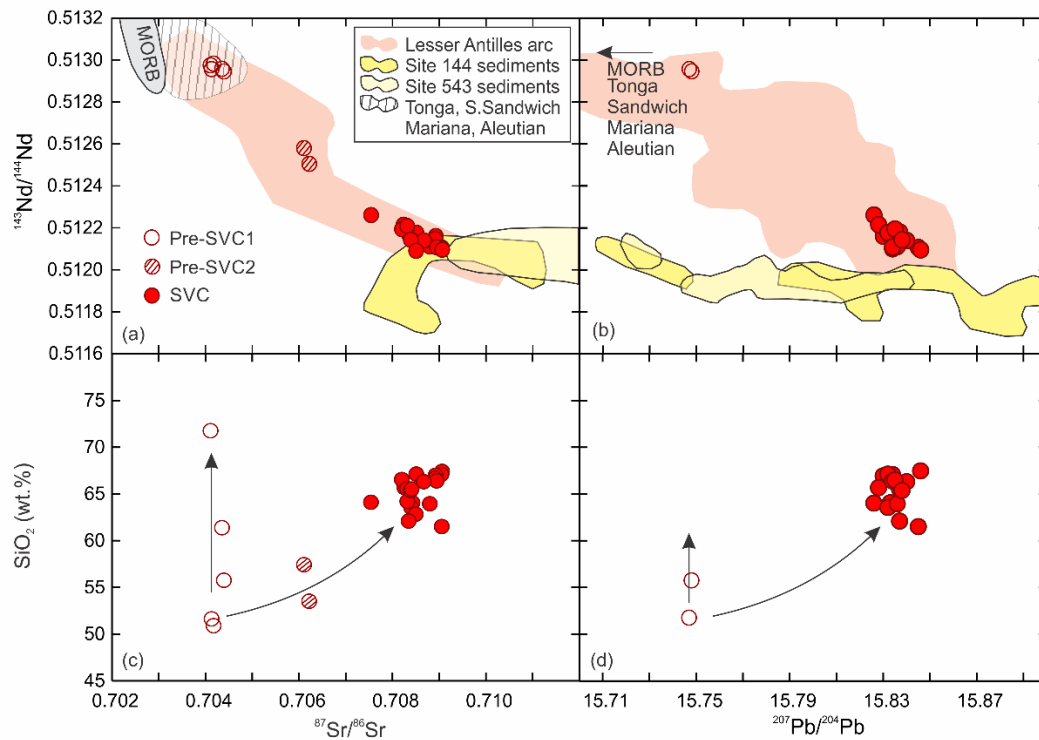 0.5132
0.5130
0.5128
0.5126
0.5124
0.5122
0.5120
0.5118
0.5116
¹⁴³Nd/¹⁴⁴Nd
MORB
Lesser Antilles arc
Site 144 sediments
Site 543 sediments
Tonga, S.Sandwich
Mariana, Aleutian
Pre-SVC1
Pre-SVC2
SVC
(a)
MORB
Tonga
Sandwich
Mariana
Aleutian
(b)
75
70
65
60
55
50
45
SiO₂ (wt.%)
(c)
(d)
0.702
0.704
0.706
0.708
0.710
⁸⁷Sr/⁸⁶Sr
15.71
15.75
15.79
15.83
15.87
²⁰⁷Pb/²⁰⁴Pb